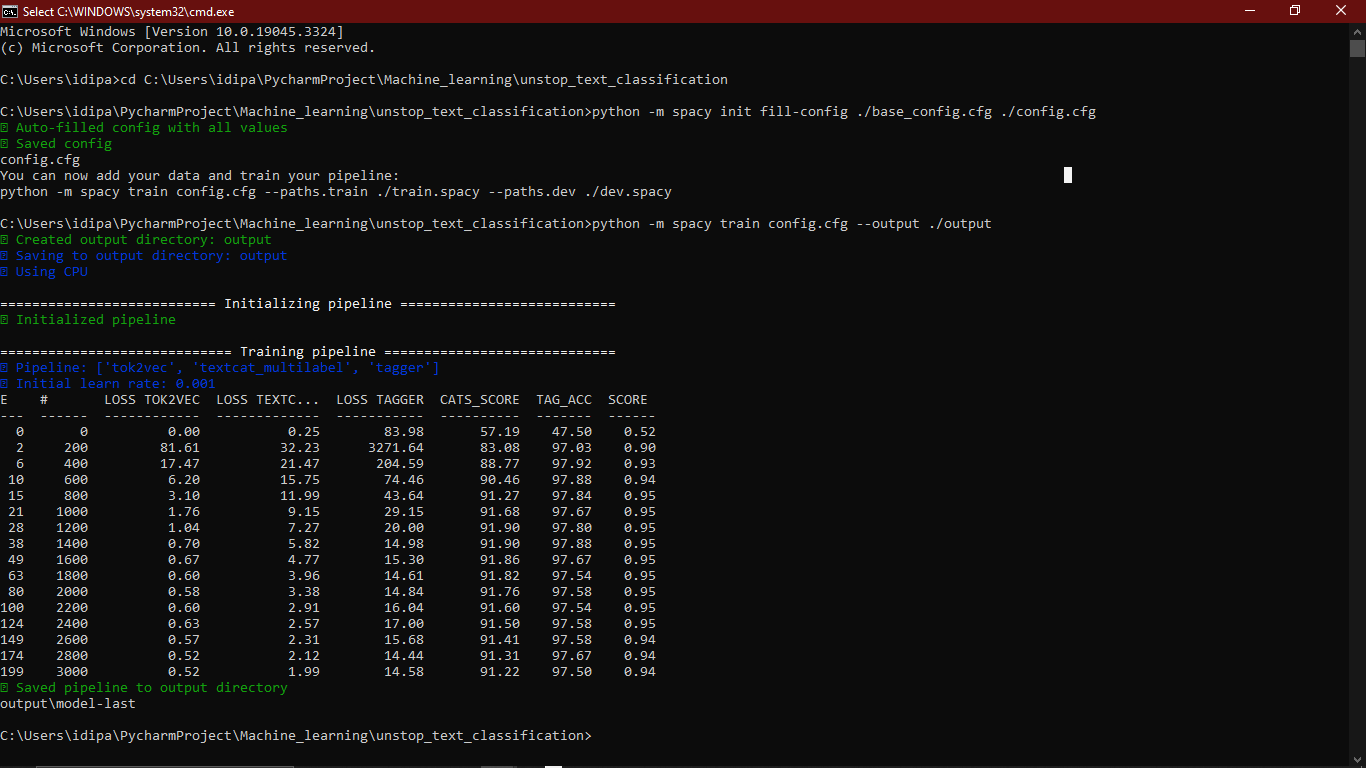 Select C:\WINDOWS\system32\cmd.exe
Microsoft Windows [Version 10.0.19045.3324]
(c) Microsoft Corporation. All rights reserved.
C:\Users\idipa>cd C:\Users\idipa\PycharmProject\Machine_learning\unstop_text_classification
C:\Users\idipa\PycharmProject\Machine_learning\unstop_text_classification>python -m spacy init fill-config ./base_config.cfg ./config.cfg
Auto-filled config with all values
Saved config
config.cfg
You can now add your data and train your pipeline:
python -m spacy train config.cfg --paths.train ./train.spacy --paths.dev ./dev.spacy
C:\Users\idipa\PycharmProject\Machine_learning\unstop_text_classification>python -m spacy train config.cfg --output ./output
Created output directory: output
Saving to output directory: output
Using CPU
=========================== Initializing pipeline ===========================
Initialized pipeline
============================= Training pipeline =============================
Pipeline: ['tok2vec', 'textcat_multilabel', 'tagger']
Initial learn rate: 0.001
E    #       LOSS TOK2VEC  LOSS TEXTC...  LOSS TAGGER  CATS_SCORE  TAG_ACC  SCORE
---  ------  ------------  -------------  -----------  ----------  -------  ------
  0       0          0.00           0.25        83.98       57.19    47.50    0.52
  2     200         81.61          32.23      3271.64       83.08    97.03    0.90
  6     400         17.47          21.47       204.59       88.77    97.92    0.93
 10     600          6.20          15.75        74.46       90.46    97.88    0.94
 15     800          3.10          11.99        43.64       91.27    97.84    0.95
 21    1000          1.76           9.15        29.15       91.68    97.67    0.95
 28    1200          1.04           7.27        20.00       91.90    97.80    0.95
 38    1400          0.70           5.82        14.98       91.90    97.88    0.95
 49    1600          0.67           4.77        15.30       91.86    97.67    0.95
 63    1800          0.60           3.96        14.61       91.82    97.54    0.95
 80    2000          0.58           3.38        14.84       91.76    97.58    0.95
100    2200          0.60           2.91        16.04       91.60    97.54    0.95
124    2400          0.63           2.57        17.00       91.50    97.58    0.95
149    2600          0.57           2.31        15.68       91.41    97.58    0.94
174    2800          0.52           2.12        14.44       91.31    97.67    0.94
199    3000          0.52           1.99        14.58       91.22    97.50    0.94
Saved pipeline to output directory
output\model-last
C:\Users\idipa\PycharmProject\Machine_learning\unstop_text_classification>